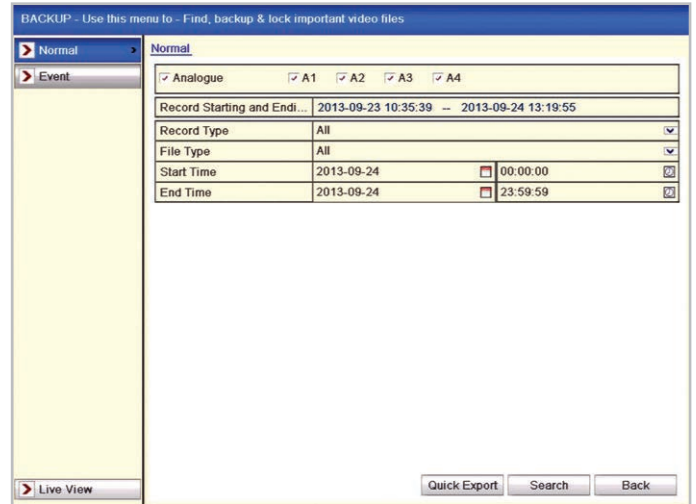 BACKUP - Use this menu to - Find, backup & lock important video files
Normal
Event
Live View
Normal
Analogue A1 A2 A3 A4
Record Starting and Endi... 2013-09-23 10:35:39 -- 2013-09-24 13:19:55
Record Type All
File Type All
Start Time 2013-09-24 00:00:00
End Time 2013-09-24 23:59:59
Quick Export Search Back